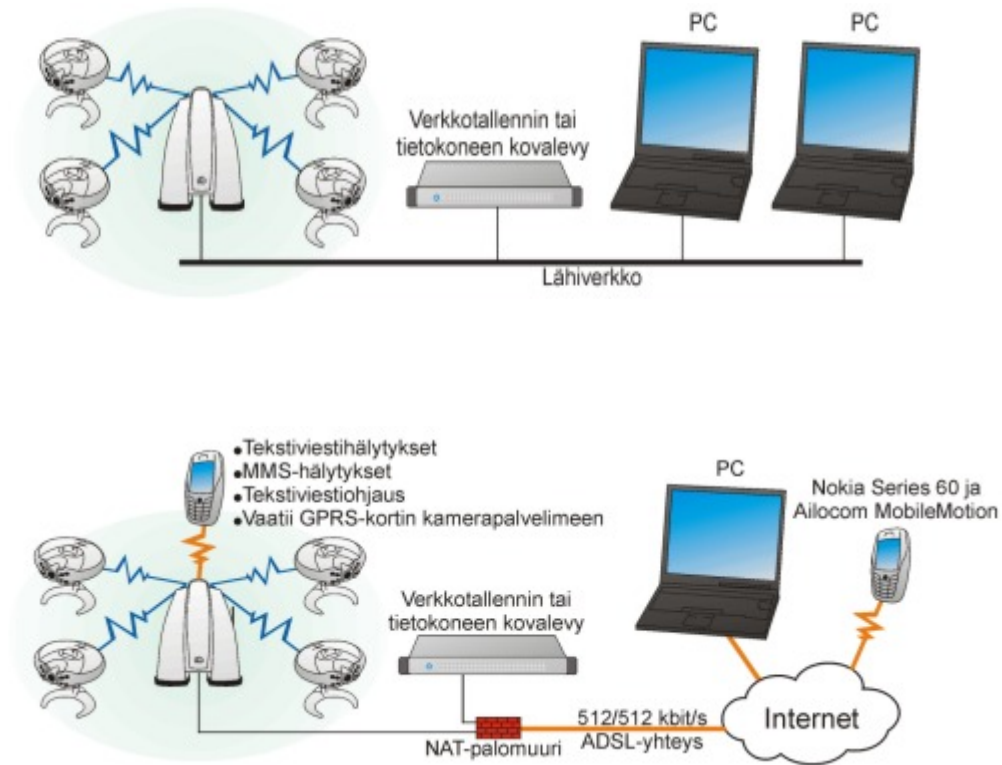 PC
PC
Verkkotallennin tai
tietokoneen kovalevy
Lähiverkko
•Tekstiviestihälytykset
•MMS-hälytykset
•Tekstiviestiohjaus
•Vaatii GPRS-kortin kamerapalvelimeen
PC
Nokia Series 60 ja
Ailocom MobileMotion
Verkkotallennin tai
tietokoneen kovalevy
NAT-palomuuri
512/512 kbit/s
ADSL-yhteys
Internet